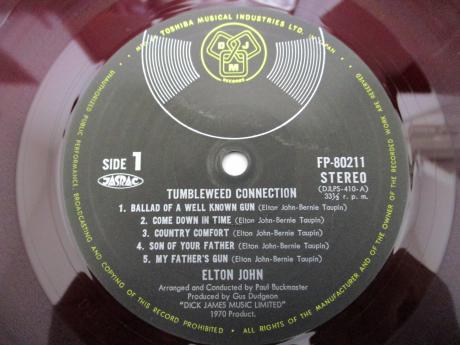 MADE BY TOSHIBA MUSICAL INDUSTRIES LTD. IN JAPAN.
DJM
RECORDS
SIDE 1
JASRAC
FP-80211
STEREO
(DJLPS-410-A)
33⅓ r. p. m.
TUMBLEWEED CONNECTION
1. BALLAD OF A WELL KNOWN GUN (Elton John-Bernie Taupin)
2. COME DOWN IN TIME (Elton John-Bernie Taupin)
3. COUNTRY COMFORT (Elton John-Bernie Taupin)
4. SON OF YOUR FATHER (Elton John-Bernie Taupin)
5. MY FATHER'S GUN (Elton John-Bernie Taupin)
ELTON JOHN
Arranged and Conducted by Paul Buckmaster
Produced by Gus Dudgeon
"DICK JAMES MUSIC LIMITED"
1970 Product.
UNAUTHORIZED PUBLIC PERFORMANCE, BROADCASTING AND COPYING OF THIS RECORD PROHIBITED • ALL RIGHTS OF THE MANUFACTURER AND OF THE OWNER OF THE RECORDED WORK ARE RESERVED